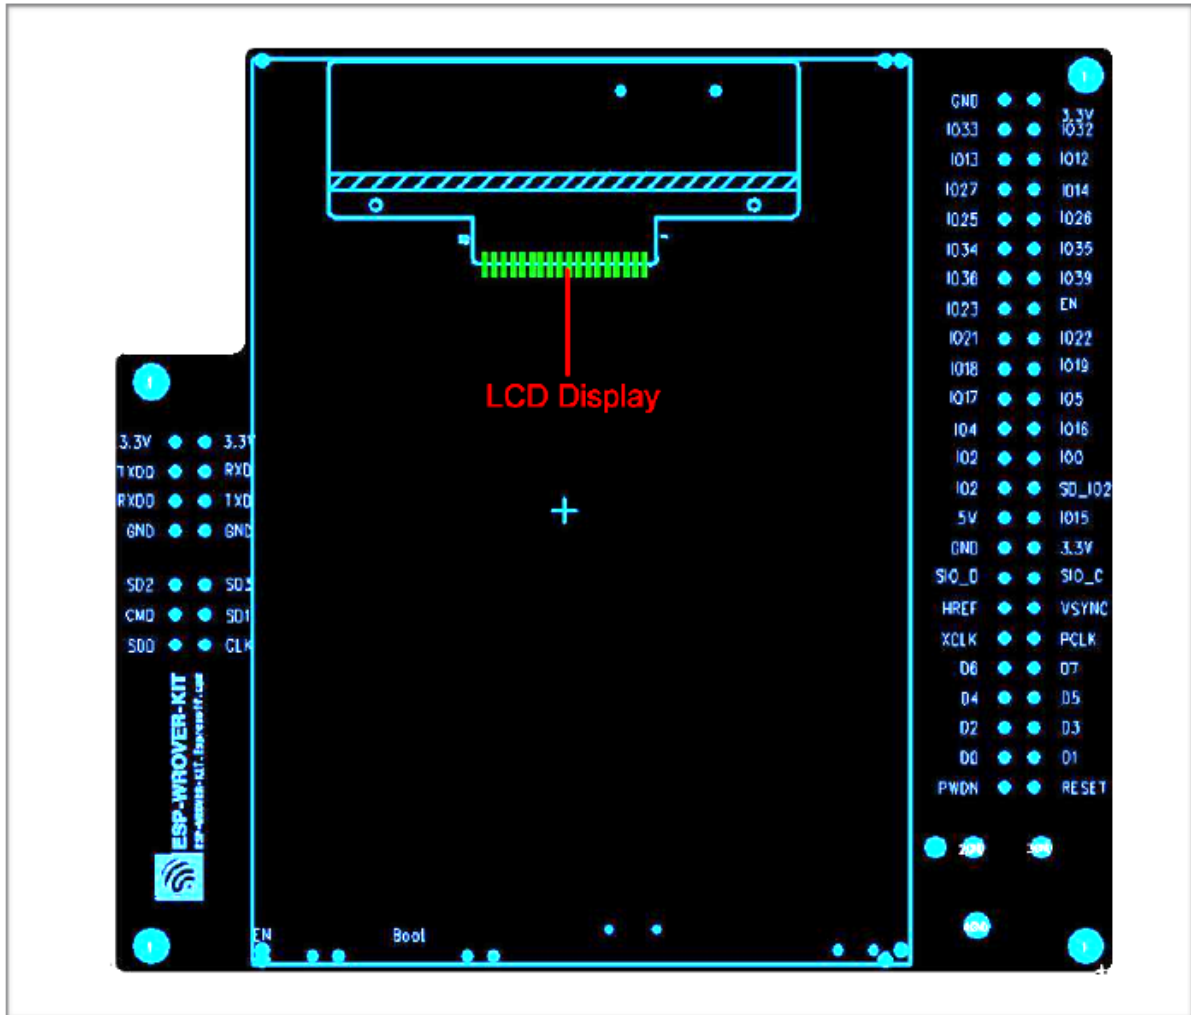 GND 3.3V
IO33 IO32
IO13 IO12
IO27 IO14
IO25 IO26
IO34 IO35
IO36 IO39
IO23 EN
IO21 IO22
IO18 IO19
IO17 IO5
IO4 IO16
IO2 IO0
IO2 SD_IO2
5V IO15
GND 3.3V
SIO_D SIO_C
HREF VSYNC
XCLK PCLK
D6 D7
D4 D5
D2 D3
D0 D1
PWDN RESET
LCD Display
3.3V 3.3V
TXD0 RXD
RXD0 TXD
GND GND
SD2 SD3
CMD SD1
SD0 CLK
ESP-WROVER-KIT
EN Boot